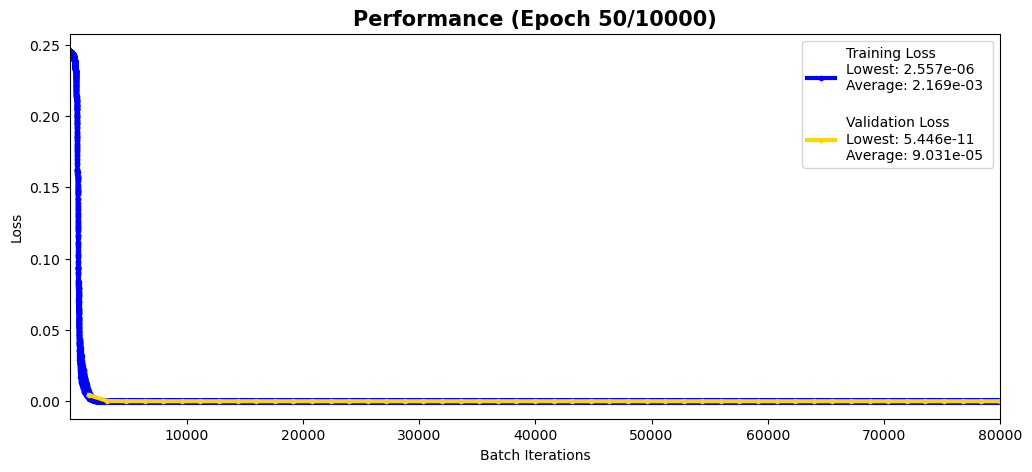 Performance (Epoch 50/10000)
0.25
0.20
0.15
0.10
0.05
0.00
Loss
Training Loss
Lowest: 2.557e-06
Average: 2.169e-03
Validation Loss
Lowest: 5.446e-11
Average: 9.031e-05
10000
20000
30000
40000
50000
60000
70000
80000
Batch Iterations